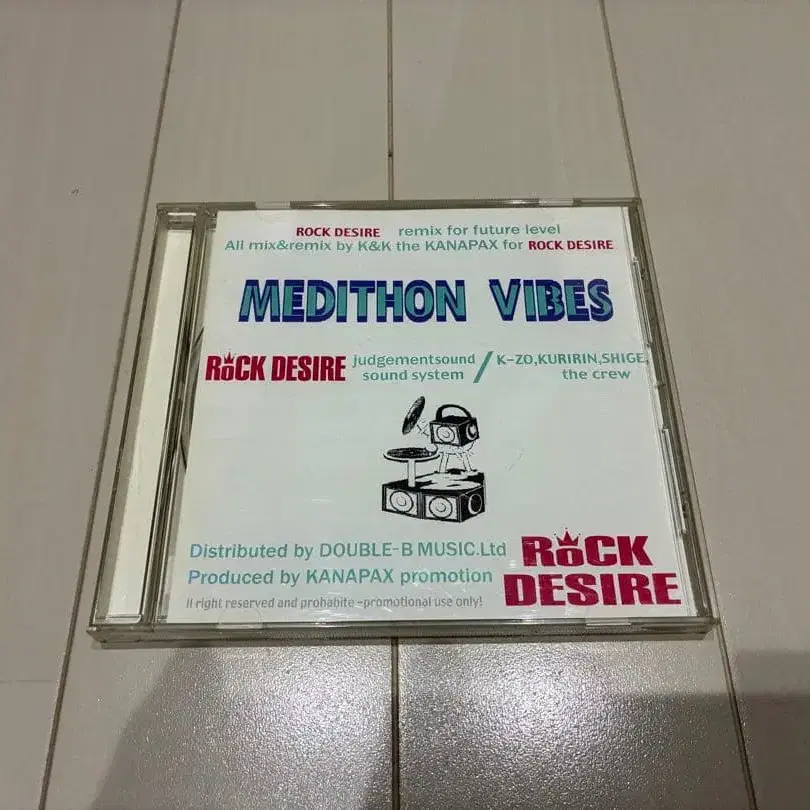 ROCK DESIRE remix for future level
All mix&remix by K&K the KANAPAX for ROCK DESIRE
MEDITHON VIBES
RoCK DESIRE judgementsound sound system / K-ZO,KURIRIN,SHIGE, the crew
Distributed by DOUBLE-B MUSIC.Ltd
Produced by KANAPAX promotion
ll right reserved and prohabite -promotional use only!
RoCK
DESIRE